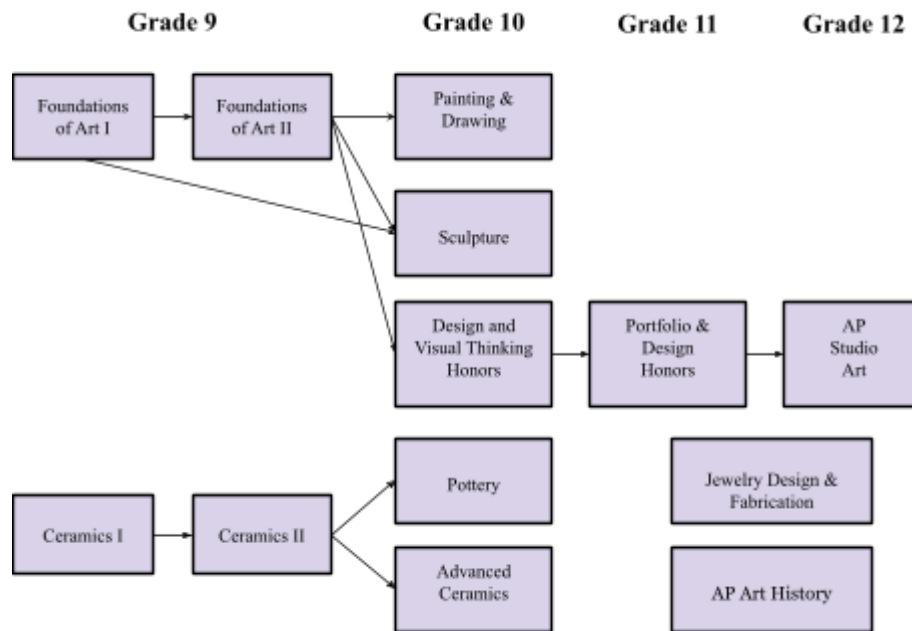 Grade 9
Grade 10
Grade 11
Grade 12
Foundations
of Art I
Foundations
of Art II
Painting &
Drawing
Sculpture
Design and
Visual Thinking
Honors
Portfolio &
Design
Honors
AP
Studio
Art
Ceramics I
Ceramics II
Pottery
Advanced
Ceramics
Jewelry Design &
Fabrication
AP Art History